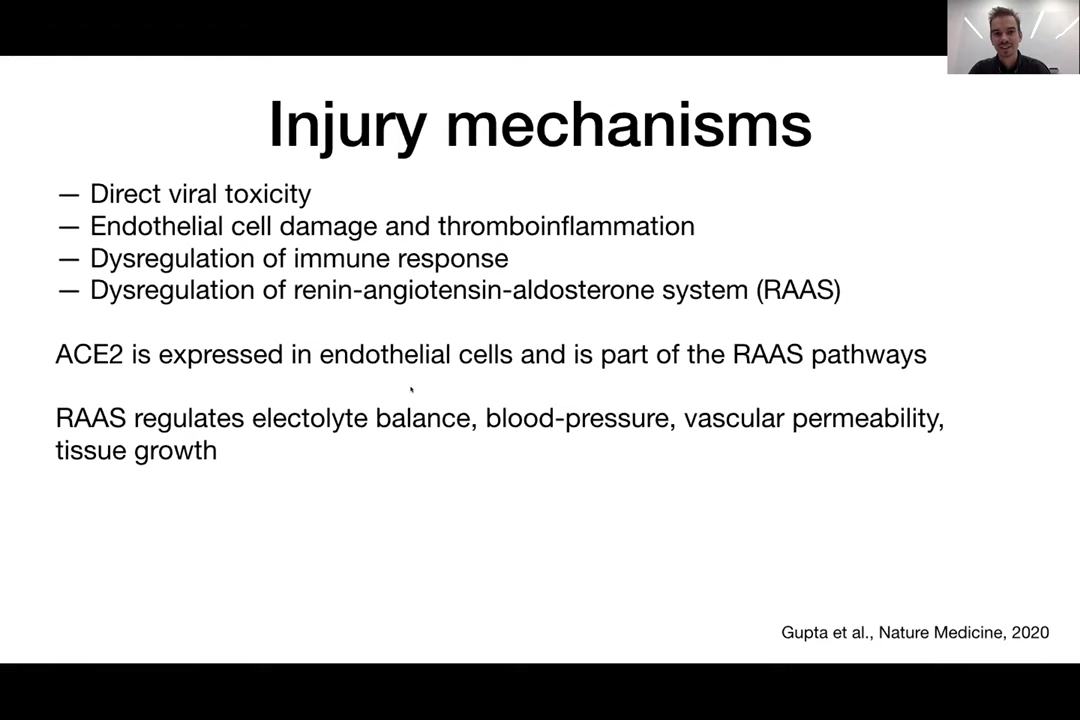 Injury mechanisms
— Direct viral toxicity
— Endothelial cell damage and thromboinflammation
— Dysregulation of immune response
— Dysregulation of renin-angiotensin-aldosterone system (RAAS)
ACE2 is expressed in endothelial cells and is part of the RAAS pathways
RAAS regulates electolyte balance, blood-pressure, vascular permeability,
tissue growth
Gupta et al., Nature Medicine, 2020